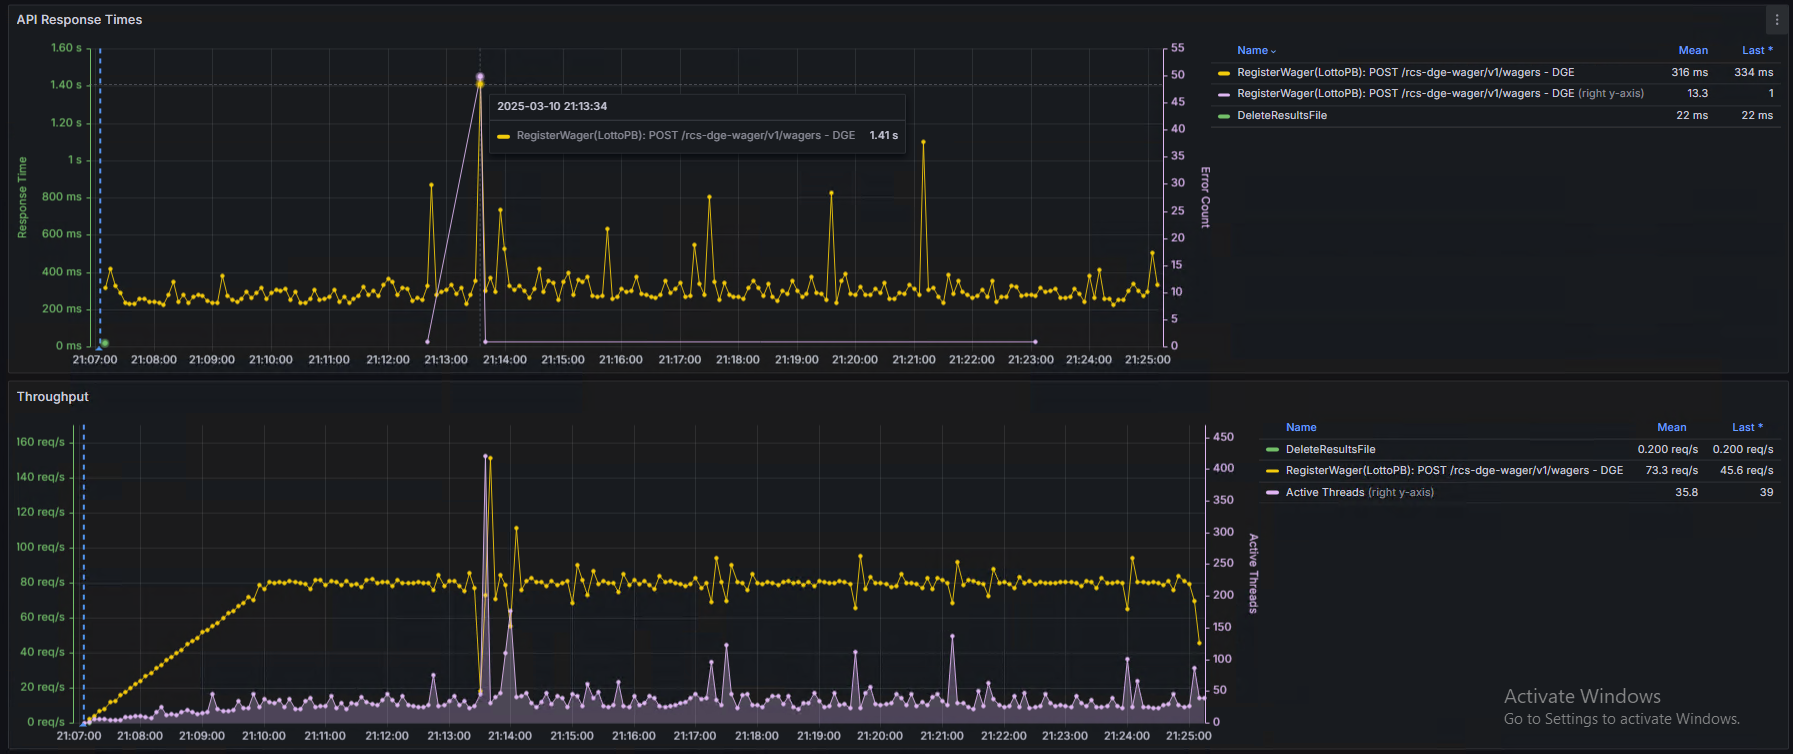 API Response Times
1.60 s
1.40 s
1.20 s
1 s
800 ms
600 ms
400 ms
200 ms
0 ms
Response Time
55
50
45
40
35
30
25
20
15
10
5
0
Error Count
2025-03-10 21:13:34
RegisterWager(LottoPB): POST /rcs-dge-wager/v1/wagers - DGE 1.41 s
21:07:00 21:08:00 21:09:00 21:10:00 21:11:00 21:12:00 21:13:00 21:14:00 21:15:00 21:16:00 21:17:00 21:18:00 21:19:00 21:20:00 21:21:00 21:22:00 21:23:00 21:24:00 21:25:00
Name Mean Last *
RegisterWager(LottoPB): POST /rcs-dge-wager/v1/wagers - DGE 316 ms 334 ms
RegisterWager(LottoPB): POST /rcs-dge-wager/v1/wagers - DGE (right y-axis) 13.3 1
DeleteResultsFile 22 ms 22 ms
Throughput
160 req/s
140 req/s
120 req/s
100 req/s
80 req/s
60 req/s
40 req/s
20 req/s
0 req/s
450
400
350
300
250
200
150
100
50
0
Active Threads
21:07:00 21:08:00 21:09:00 21:10:00 21:11:00 21:12:00 21:13:00 21:14:00 21:15:00 21:16:00 21:17:00 21:18:00 21:19:00 21:20:00 21:21:00 21:22:00 21:23:00 21:24:00 21:25:00
Name Mean Last *
DeleteResultsFile 0.200 req/s 0.200 req/s
RegisterWager(LottoPB): POST /rcs-dge-wager/v1/wagers - DGE 73.3 req/s 45.6 req/s
Active Threads (right y-axis) 35.8 39
Activate Windows
Go to Settings to activate Windows.